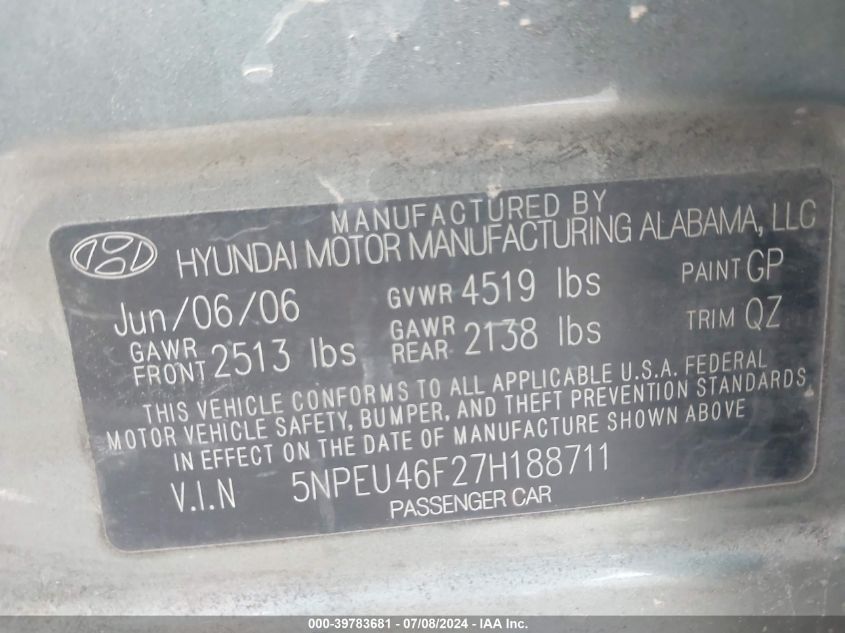 MANUFACTURED BY
HYUNDAI MOTOR MANUFACTURING ALABAMA, LLC
Jun/06/06 GVWR 4519 lbs PAINT GP
GAWR FRONT 2513 lbs GAWR REAR 2138 lbs TRIM QZ
THIS VEHICLE CONFORMS TO ALL APPLICABLE U.S.A. FEDERAL
MOTOR VEHICLE SAFETY, BUMPER, AND THEFT PREVENTION STANDARDS
IN EFFECT ON THE DATE OF MANUFACTURE SHOWN ABOVE
V.I.N 5NPEU46F27H188711
PASSENGER CAR
000-39783681 - 07/08/2024 - IAA Inc.